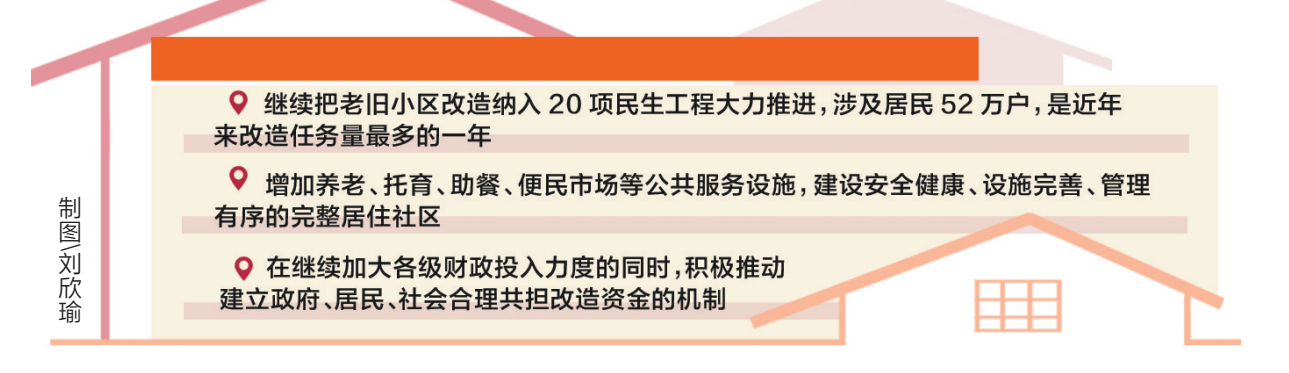 继续把老旧小区改造纳入 20 项民生工程大力推进，涉及居民 52 万户，是近年
来改造任务量最多的一年
增加养老、托育、助餐、便民市场等公共服务设施，建设安全健康、设施完善、管理
有序的完整居住社区
在继续加大各级财政投入力度的同时，积极推动
建立政府、居民、社会合理共担改造资金的机制
制图/刘欣瑜